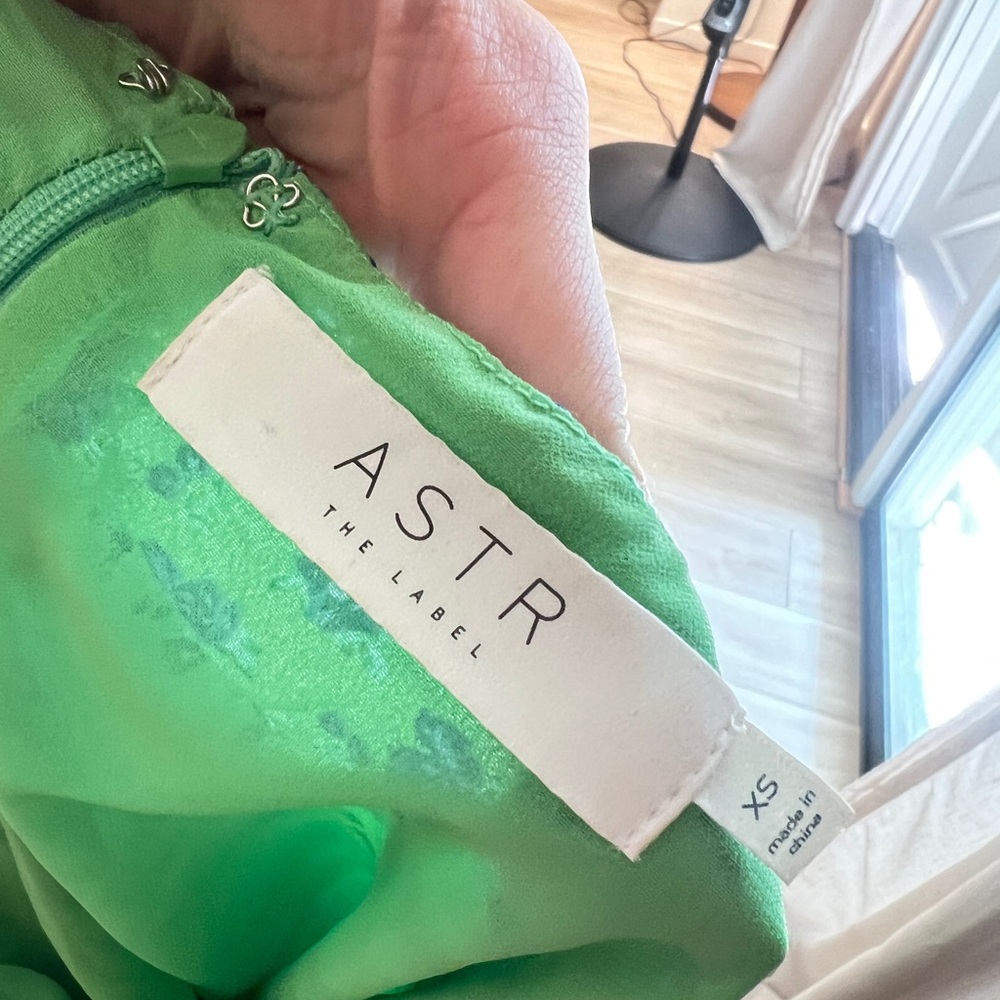 ASTR
THE LABEL
XS
made in
china